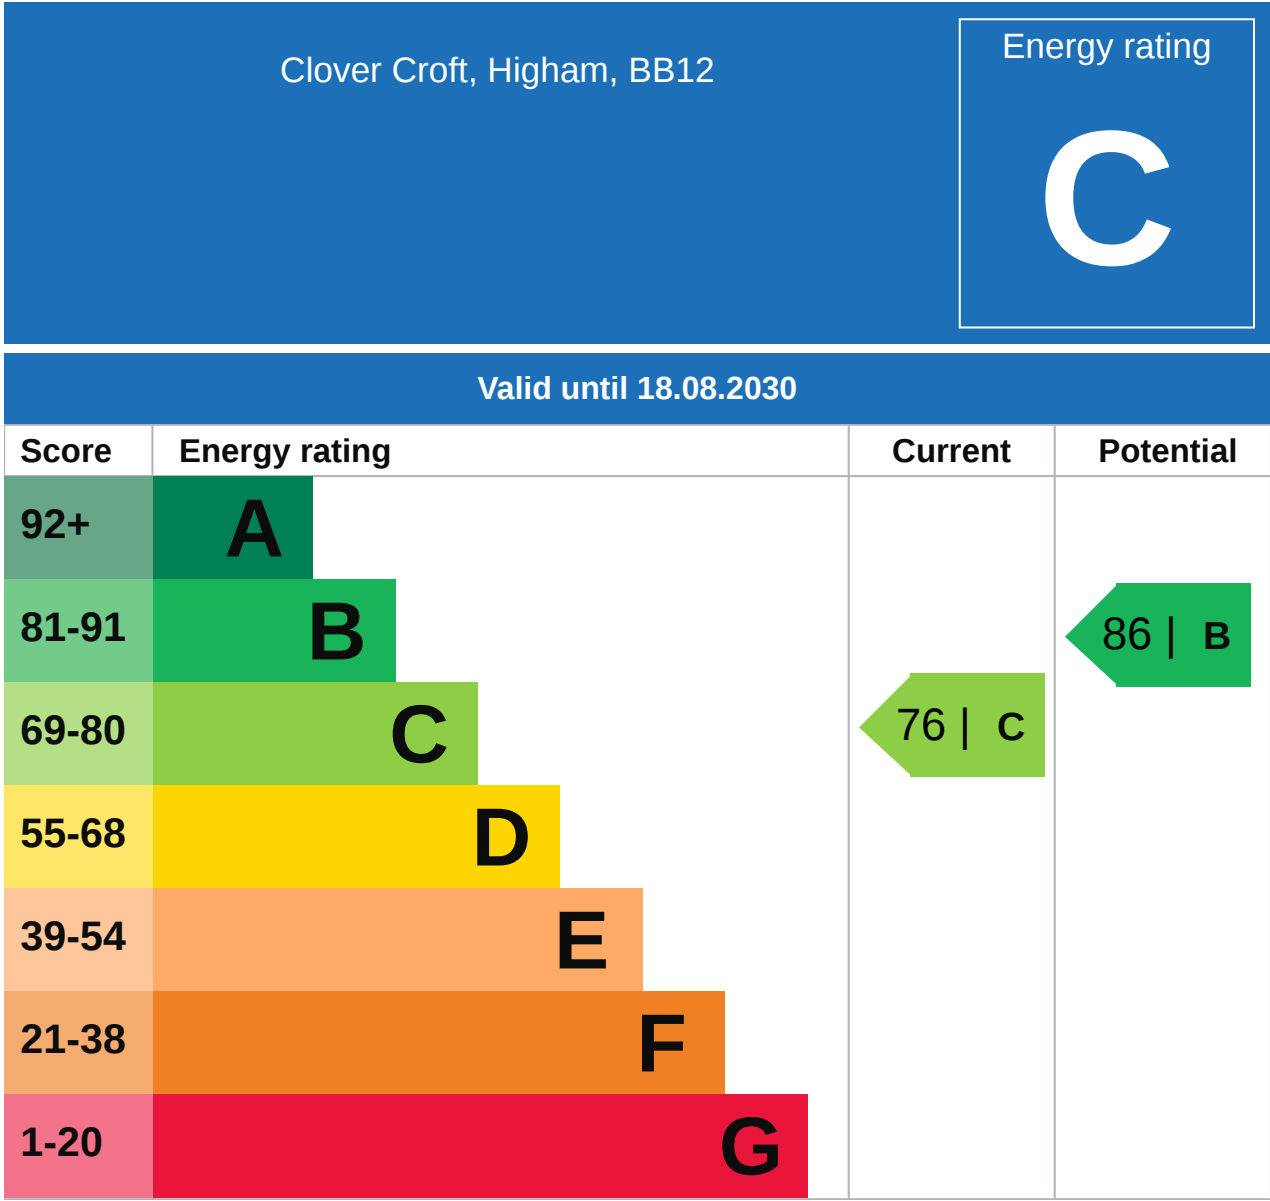 Clover Croft, Higham, BB12
Energy rating
C
Valid until 18.08.2030
Score Energy rating Current Potential
92+ A
81-91 B
86 | B
69-80 C
76 | C
55-68 D
39-54 E
21-38 F
1-20 G